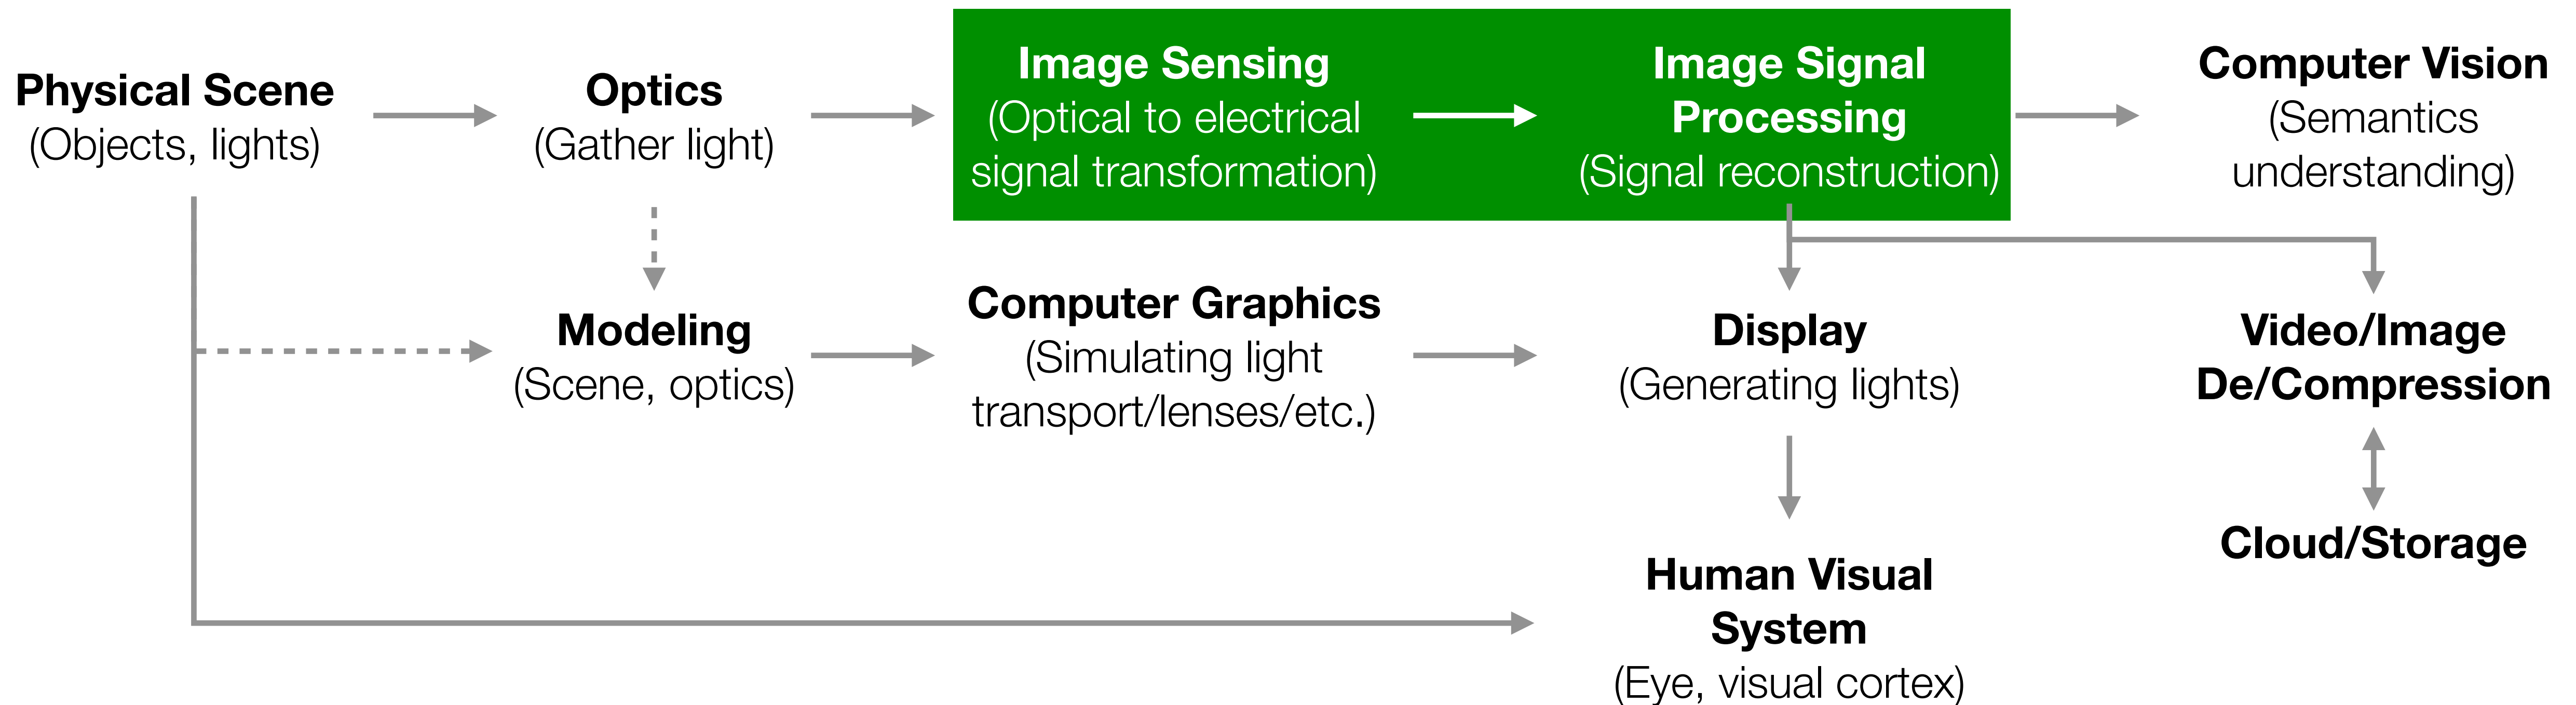 Physical Scene
(Objects, lights)
Optics
(Gather light)
Image Sensing
(Optical to electrical
signal transformation)
Image Signal
Processing
(Signal reconstruction)
Computer Vision
(Semantics
understanding)
Modeling
(Scene, optics)
Computer Graphics
(Simulating light
transport/lenses/etc.)
Display
(Generating lights)
Video/Image
De/Compression
Human Visual
System
(Eye, visual cortex)
Cloud/Storage